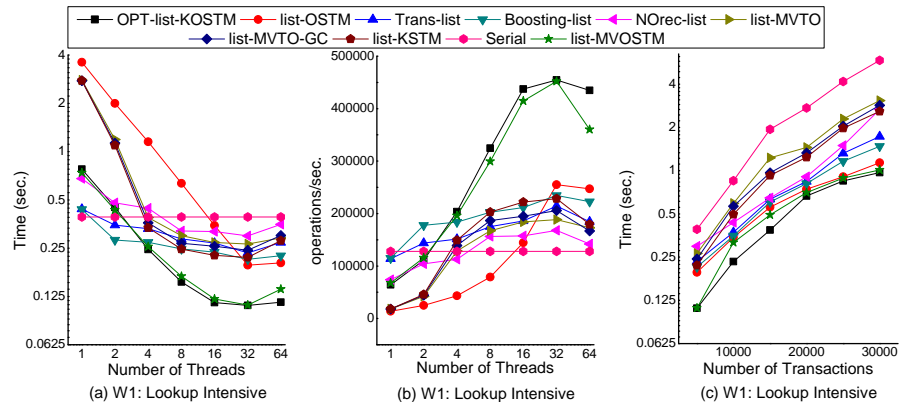 OPT-list-KOSTM list-OSTM Trans-list Boosting-list NOrec-list list-MVTO
list-MVTO-GC list-KSTM Serial list-MVOSTM
4
2
1
0.5
0.25
0.125
0.0625
Time (sec.)
1 2 4 8 16 32 64
Number of Threads
(a) W1: Lookup Intensive
500000
400000
300000
200000
100000
0
operations/sec.
1 2 4 8 16 32 64
Number of Threads
(b) W1: Lookup Intensive
4
2
1
0.5
0.25
0.125
0.0625
Time (sec.)
10000 20000 30000
Number of Transactions
(c) W1: Lookup Intensive